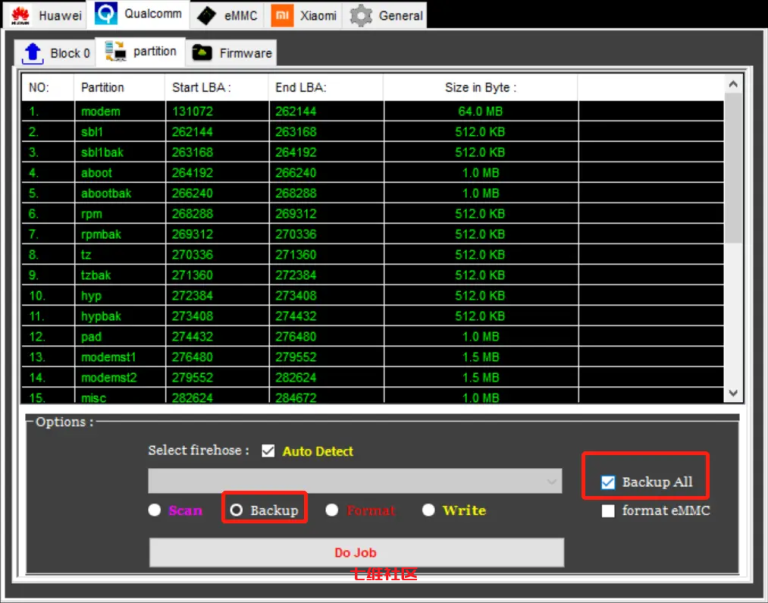 HUAWEI Huawei Qualcomm eMMC mi Xiaomi General
Block 0 partition Firmware
NO: Partition Start LBA : End LBA: Size in Byte :
1. modem 131072 262144 64.0 MB
2. sbl1 262144 263168 512.0 KB
3. sbl1bak 263168 264192 512.0 KB
4. aboot 264192 266240 1.0 MB
5. abootbak 266240 268288 1.0 MB
6. rpm 268288 269312 512.0 KB
7. rpmbak 269312 270336 512.0 KB
8. tz 270336 271360 512.0 KB
9. tzbak 271360 272384 512.0 KB
10. hyp 272384 273408 512.0 KB
11. hypbak 273408 274432 512.0 KB
12. pad 274432 276480 1.0 MB
13. modemst1 276480 279552 1.5 MB
14. modemst2 279552 282624 1.5 MB
15. misc 282624 284672 1.0 MB
Options :
Select firehose : Auto Detect
Backup All
Scan Backup Format Write format eMMC
Do Job
七雄社区